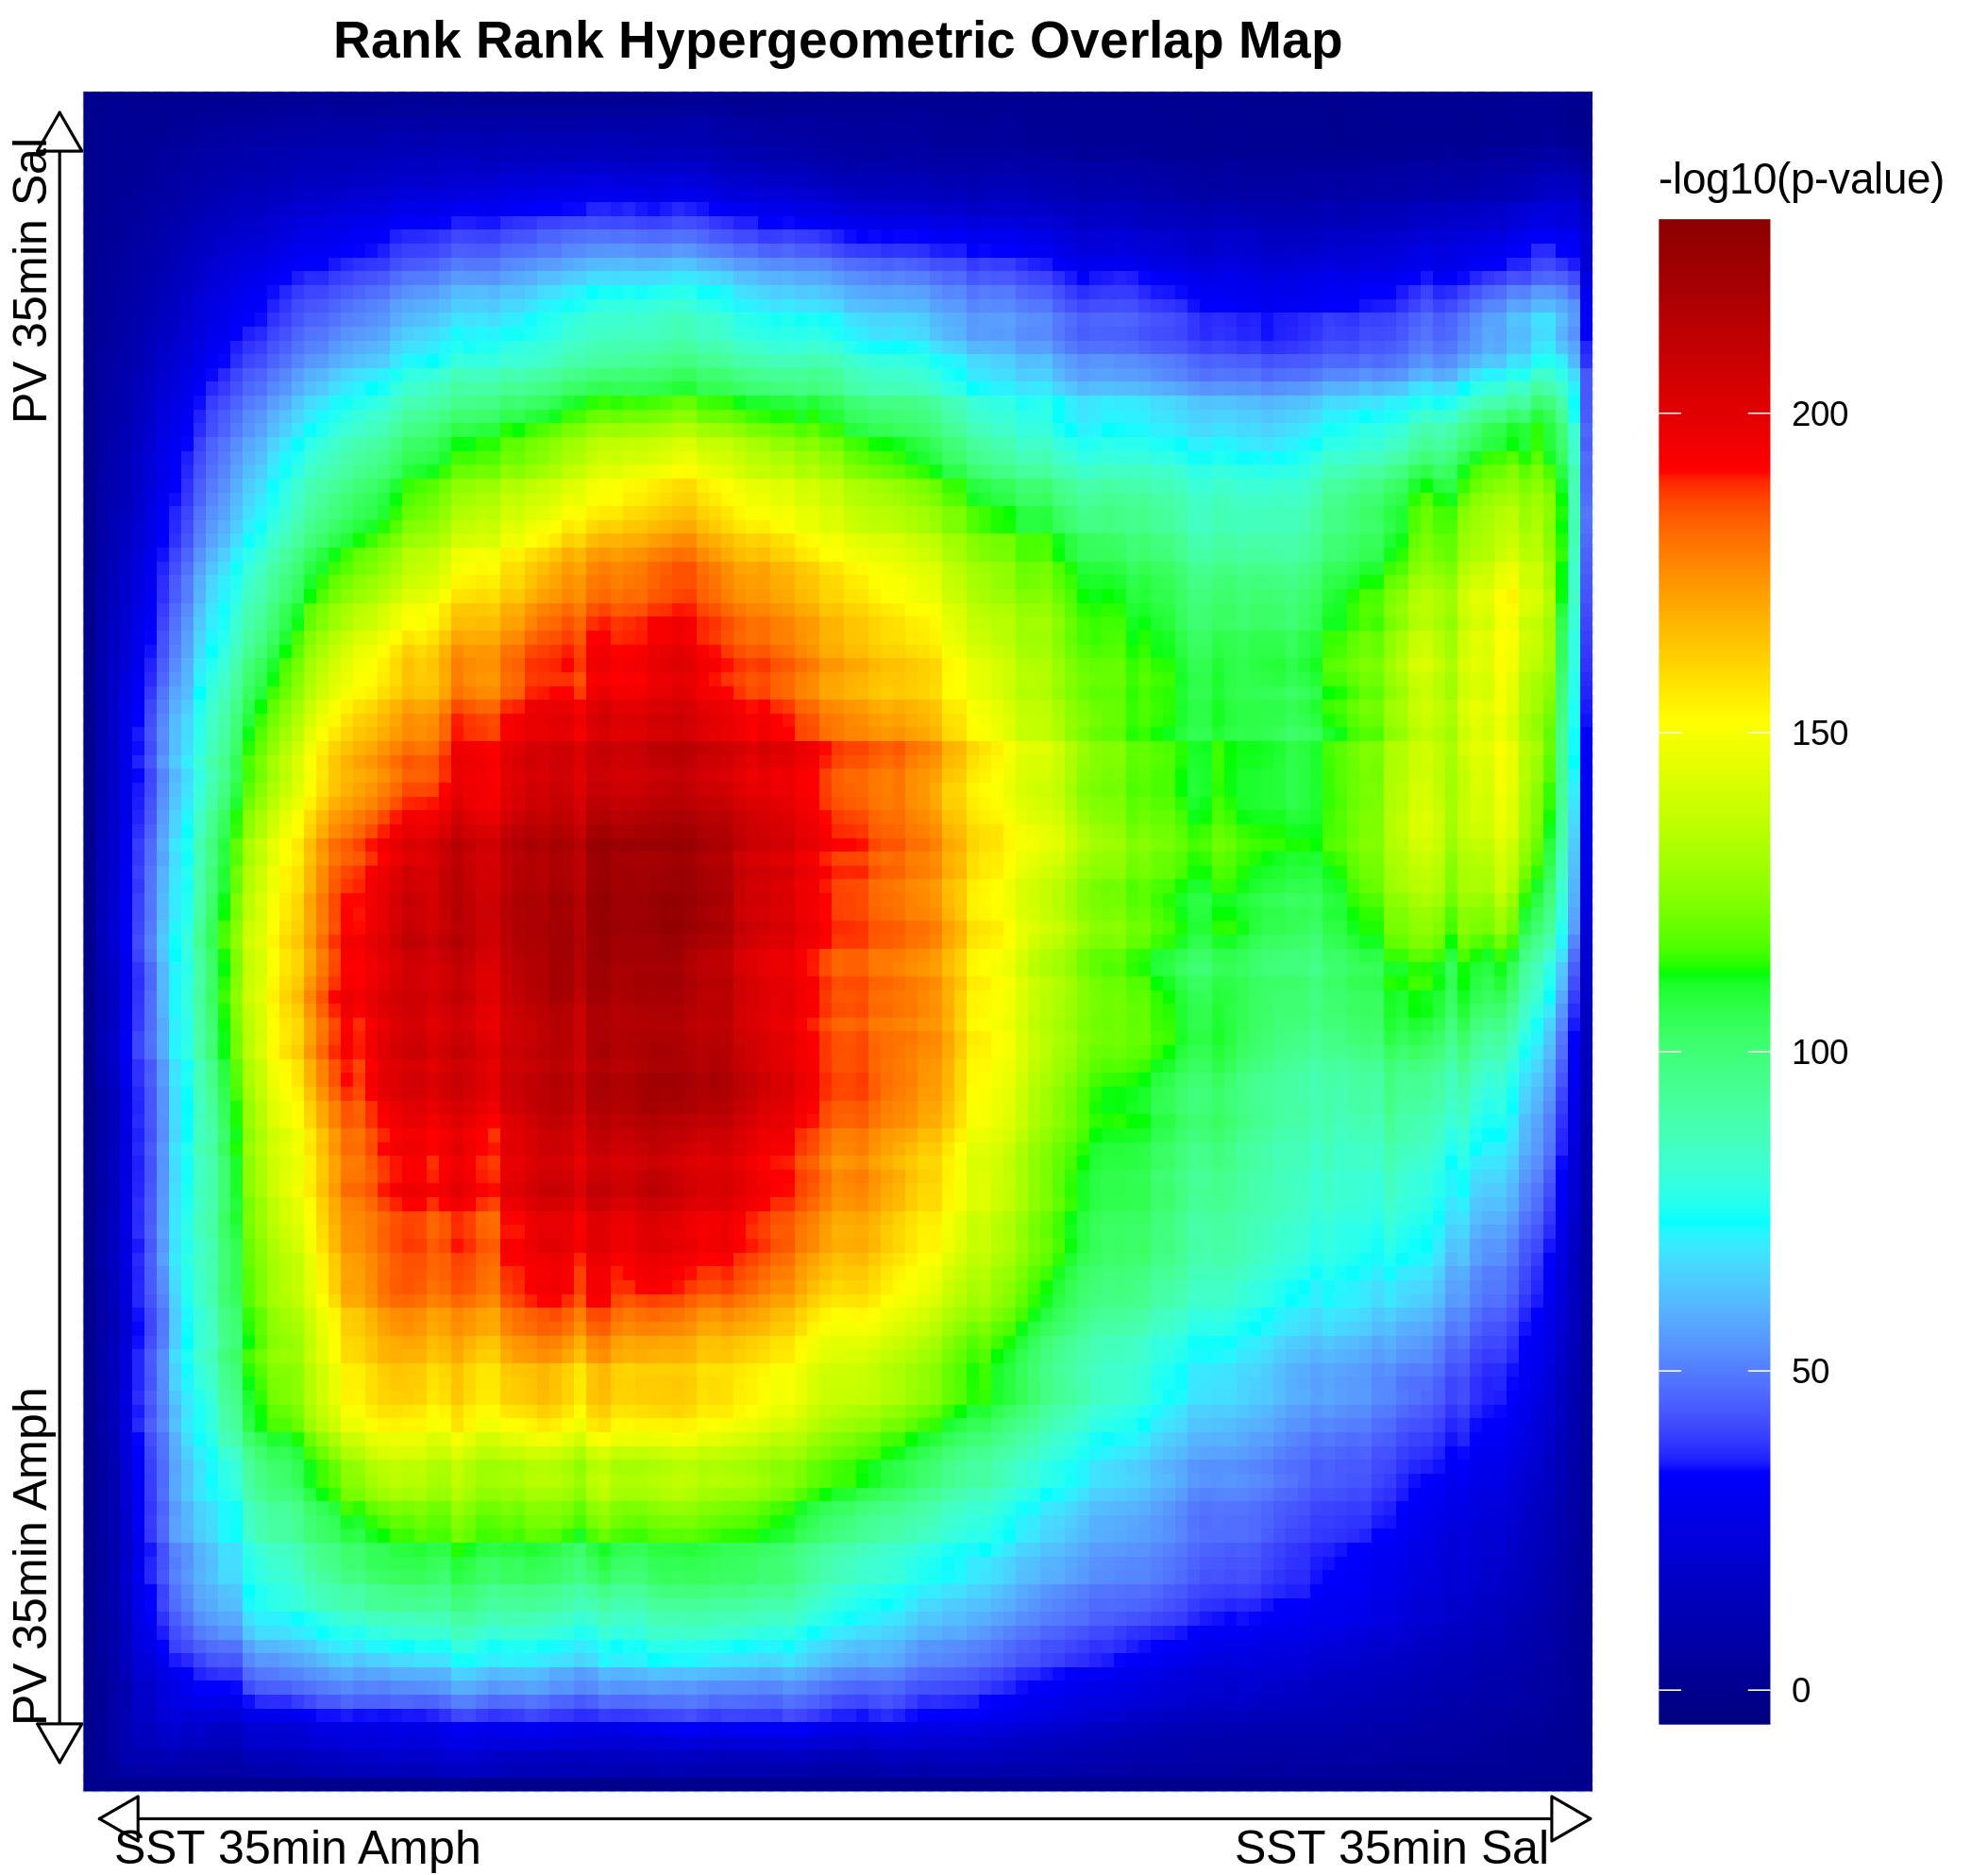 Rank Rank Hypergeometric Overlap Map
PV 35min Sal
PV 35min Amph
SST 35min Amph
SST 35min Sal
-log10(p-value)
200
150
100
50
0